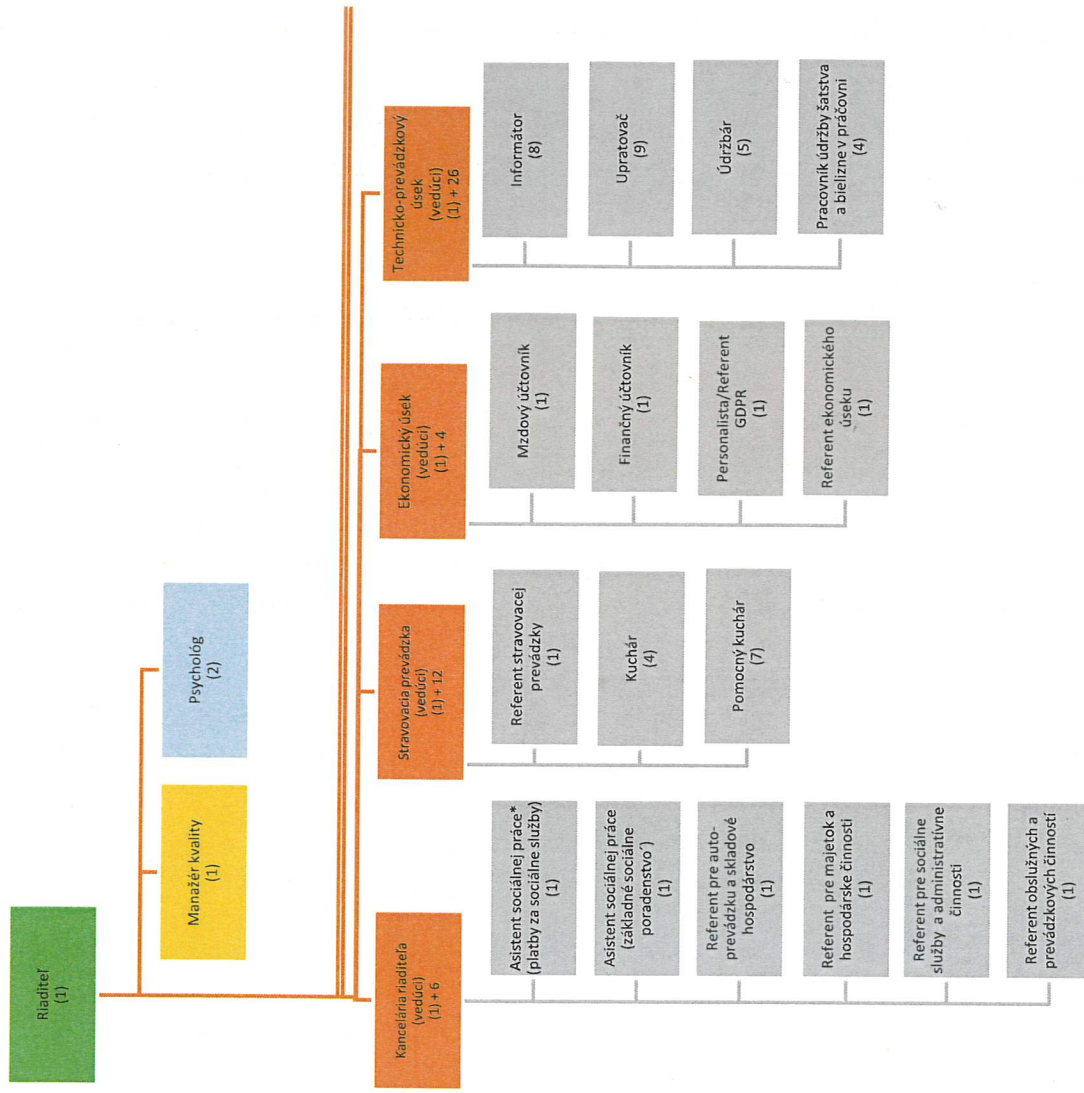 Riaditeľ
(1)
Manažér kvality
(1)
Psychológ
(2)
Kancelária riaditeľa
(vedúci)
(1) + 6
Asistent sociálnej práce*
(platby za sociálne služby)
(1)
Asistent sociálnej práce
(základné sociálne
poradenstvo´)
(1)
Referent pre auto-
prevádzku a skladové
hospodárstvo
(1)
Referent pre majetok a
hospodárske činnosti
(1)
Referent pre sociálne
služby a administratívne
činnosti
(1)
Referent obslužných a
prevádzkových činností
(1)
Stravovacia prevádzka
(vedúci)
(1) + 12
Referent stravovacej
prevádzky
(1)
Kuchár
(4)
Pomocný kuchár
(7)
Ekonomický úsek
(vedúci)
(1) + 4
Mzdový účtovník
(1)
Finančný účtovník
(1)
Personalista/Referent
GDPR
(1)
Referent ekonomického
úseku
(1)
Technicko-prevádzkový
úsek
(vedúci)
(1) + 26
Informátor
(8)
Upratovač
(9)
Údržbár
(5)
Pracovník údržby šatstva
a bielizne v práčovni
(4)